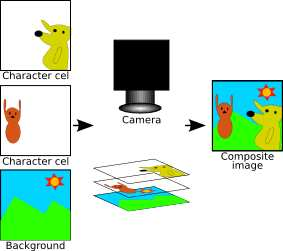 Character cel
Character cel
Background
Camera
Composite
image